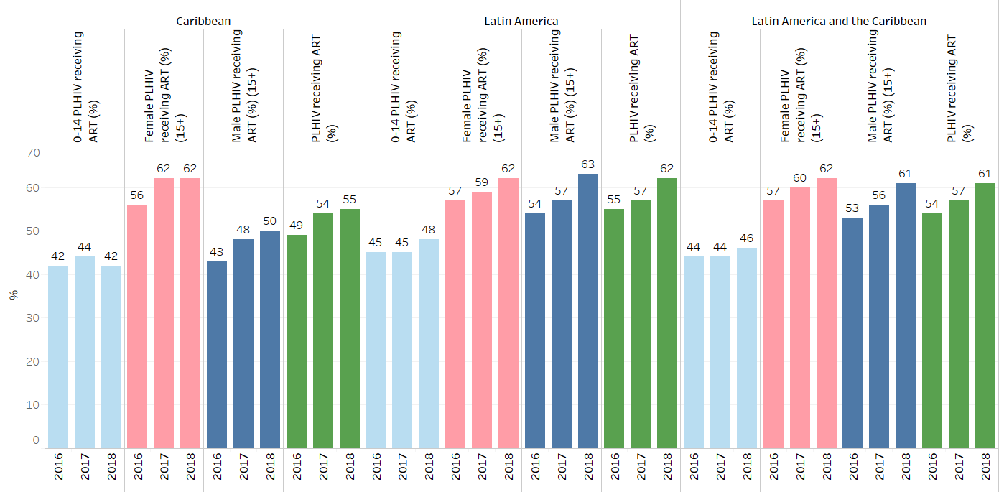 Caribbean
Latin America
Latin America and the Caribbean
0-14 PLHIV receiving
ART (%)
Female PLHIV
receiving ART (%)
(15+)
Male PLHIV receiving
ART (%) (15+)
PLHIV receiving ART
(%)
0-14 PLHIV receiving
ART (%)
Female PLHIV
receiving ART (%)
(15+)
Male PLHIV receiving
ART (%) (15+)
PLHIV receiving ART
(%)
0-14 PLHIV receiving
ART (%)
Female PLHIV
receiving ART (%)
(15+)
Male PLHIV receiving
ART (%) (15+)
PLHIV receiving ART
(%)
70
60
50
40
30
20
10
0
%
42 44 42
56 62 62
43 48 50
49 54 55
45 45 48
57 59 62
54 57 63
55 57 62
44 44 46
57 60 62
53 56 61
54 57 61
2016 2017 2018 2016 2017 2018 2016 2017 2018 2016 2017 2018 2016 2017 2018 2016 2017 2018 2016 2017 2018 2016 2017 2018 2016 2017 2018 2016 2017 2018 2016 2017 2018 2016 2017 2018